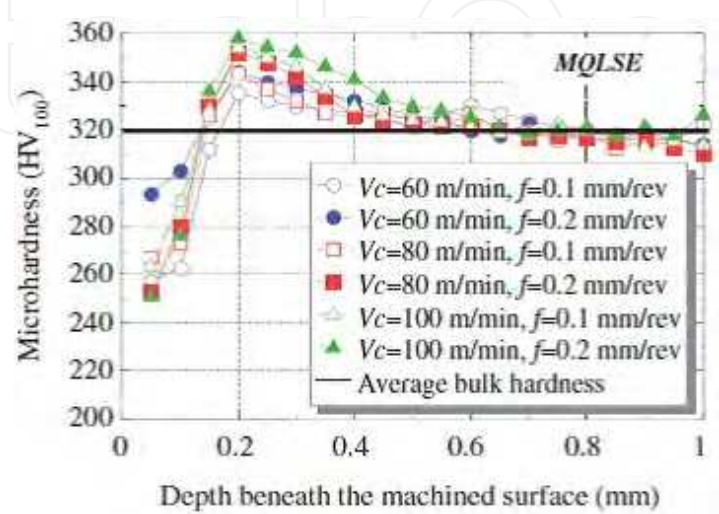 360
340
320
300
280
260
240
220
200
Microhardness (HV100)
MQLSE
Vc=60 m/min, f=0.1 mm/rev
Vc=60 m/min, f=0.2 mm/rev
Vc=80 m/min, f=0.1 mm/rev
Vc=80 m/min, f=0.2 mm/rev
Vc=100 m/min, f=0.1 mm/rev
Vc=100 m/min, f=0.2 mm/rev
Average bulk hardness
0 0.2 0.4 0.6 0.8 1
Depth beneath the machined surface (mm)